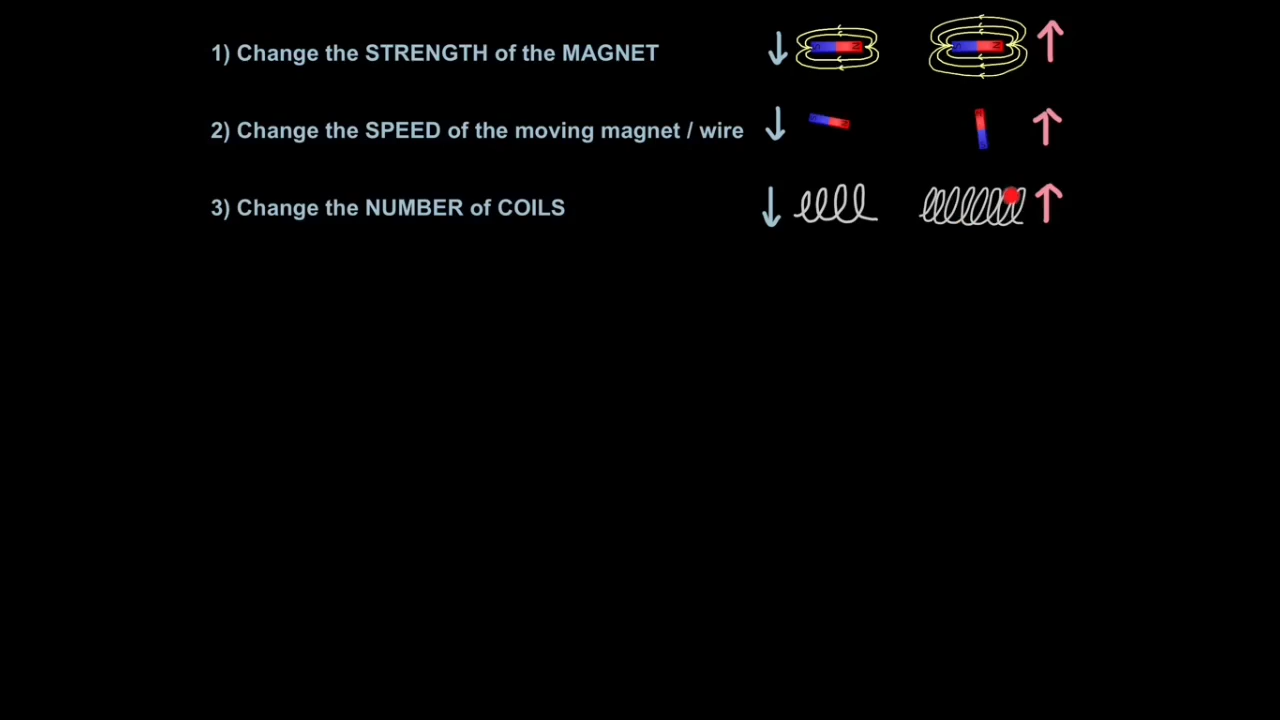 1) Change the STRENGTH of the MAGNET
2) Change the SPEED of the moving magnet / wire
3) Change the NUMBER of COILS